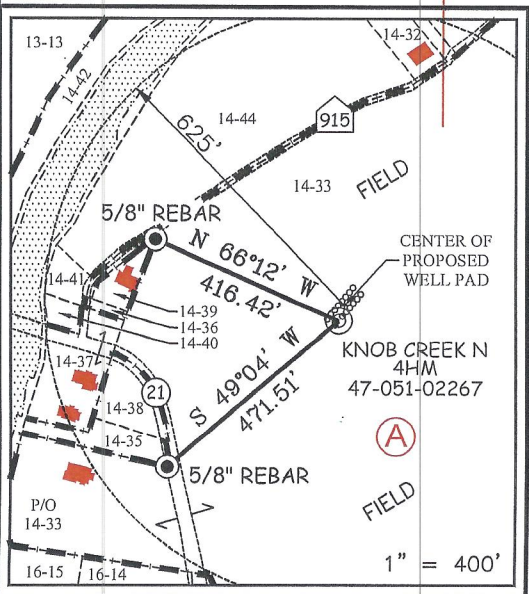 13-13
14-32
14-42
14-44
915
625'
14-33
FIELD
5/8" REBAR
N 66°12' W
416.42'
CENTER OF
PROPOSED
WELL PAD
14-41
14-39
14-36
14-40
KNOB CREEK N
4HM
47-051-02267
14-37
21
S 49°04' W
471.51'
14-38
A
14-35
5/8" REBAR
P/O
14-33
FIELD
16-15
16-14
1" = 400'